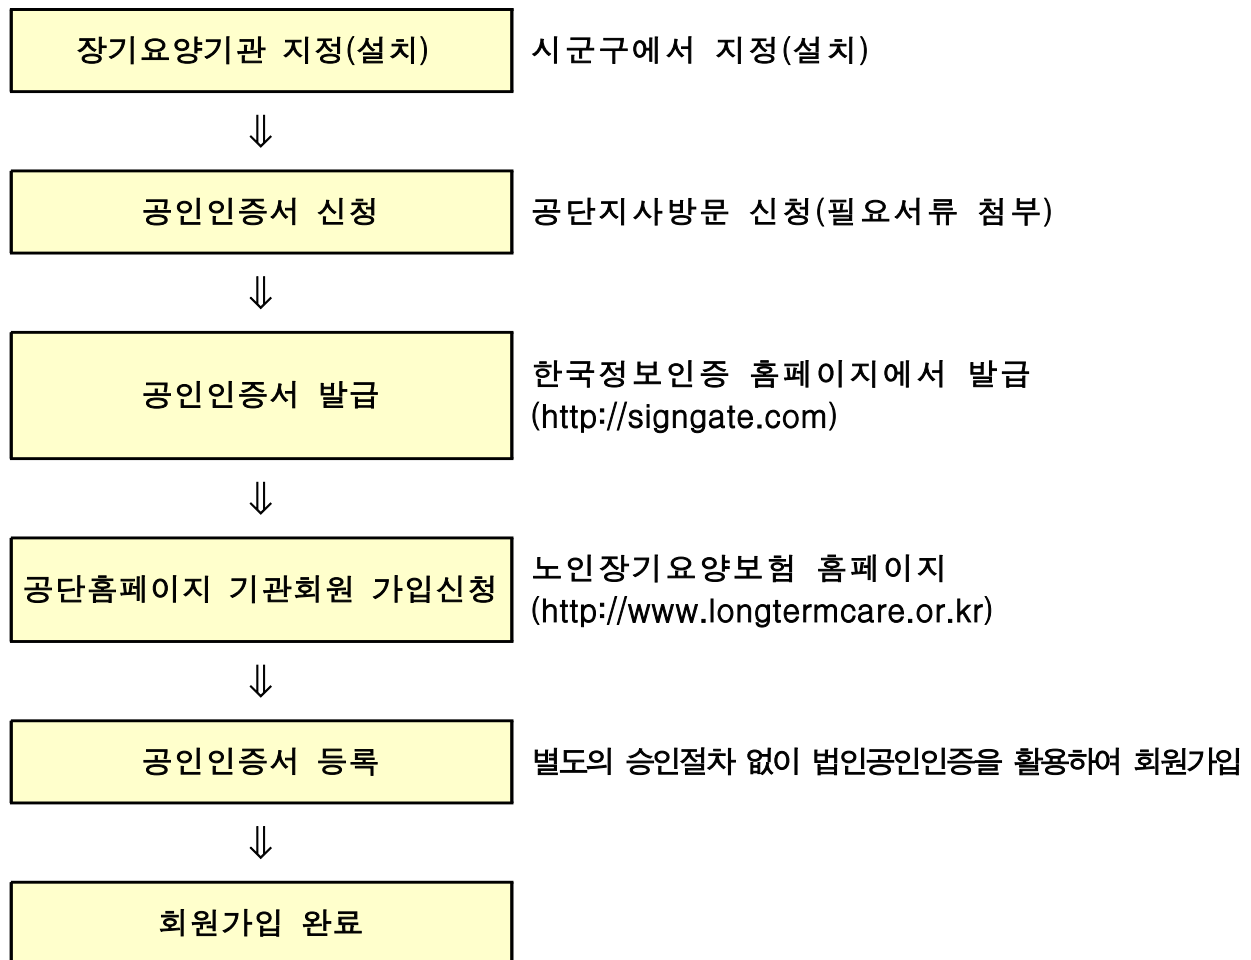 장기요양기관 지정(설치)
시군구에서 지정(설치)
⇓
공인인증서 신청
공단지사방문 신청(필요서류 첨부)
⇓
공인인증서 발급
한국정보인증 홈페이지에서 발급
(http://signgate.com)
⇓
공단홈페이지 기관회원 가입신청
노인장기요양보험 홈페이지
(http://www.longtermcare.or.kr)
⇓
공인인증서 등록
별도의 승인절차 없이 법인공인인증을 활용하여 회원가입
⇓
회원가입 완료